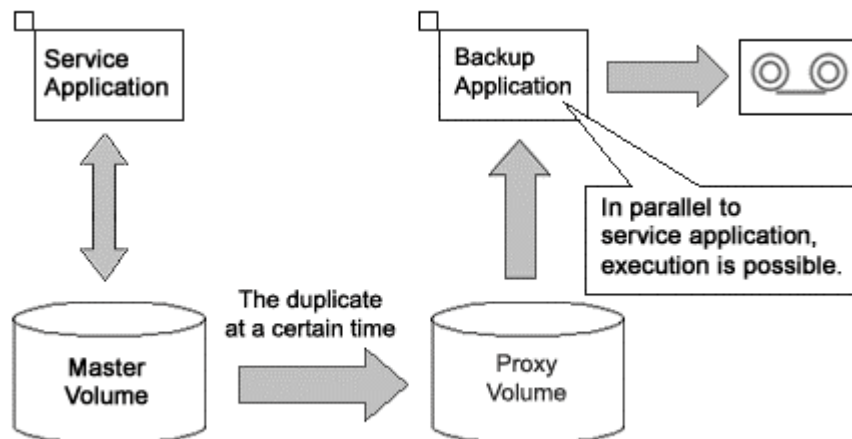 Service
Application
Backup
Application
In parallel to
service application,
execution is possible.
The duplicate
at a certain time
Master
Volume
Proxy
Volume